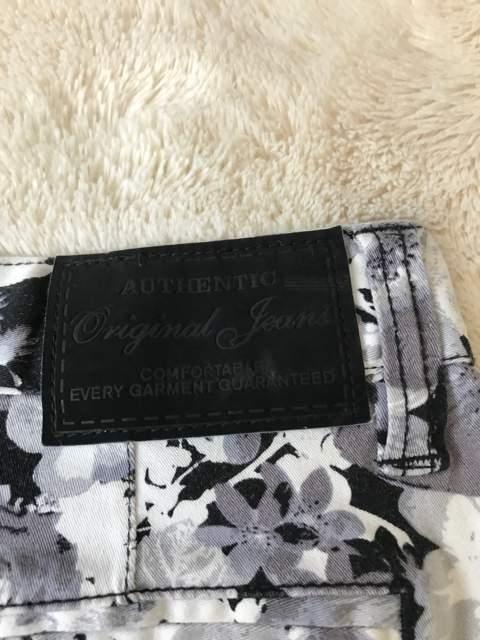 AUTHENTIC
Original Jeans
COMFORTABLE
EVERY GARMENT GUARANTEED